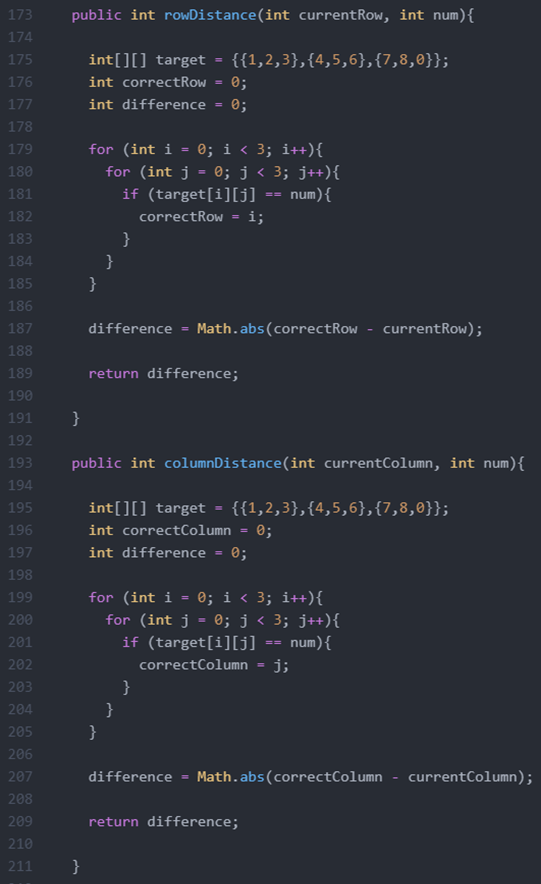 173 public int rowDistance(int currentRow, int num){
174
175 int[][] target = {{1,2,3},{4,5,6},{7,8,0}};
176 int correctRow = 0;
177 int difference = 0;
178
179 for (int i = 0; i < 3; i++){
180 for (int j = 0; j < 3; j++){
181 if (target[i][j] == num){
182 correctRow = i;
183 }
184 }
185 }
186
187 difference = Math.abs(correctRow - currentRow);
188
189 return difference;
190
191 }
192
193 public int columnDistance(int currentColumn, int num){
194
195 int[][] target = {{1,2,3},{4,5,6},{7,8,0}};
196 int correctColumn = 0;
197 int difference = 0;
198
199 for (int i = 0; i < 3; i++){
200 for (int j = 0; j < 3; j++){
201 if (target[i][j] == num){
202 correctColumn = j;
203 }
204 }
205 }
206
207 difference = Math.abs(correctColumn - currentColumn);
208
209 return difference;
210
211 }